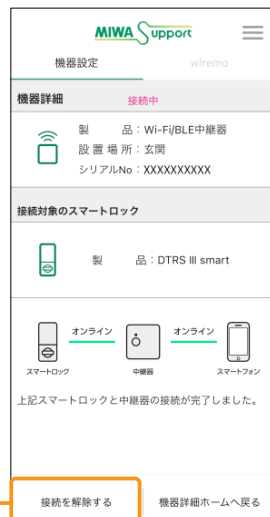 MIWA Support
機器設定 wiremo
機器詳細 接続中
製 品：Wi-Fi/BLE中継器
設置場所：玄関
シリアルNo：XXXXXXXXXX
接続対象のスマートロック
製 品：DTRS III smart
オンライン オンライン
スマートロック 中継器 スマートフォン
上記スマートロックと中継器の接続が完了しました。
接続を解除する 機器詳細ホームへ戻る